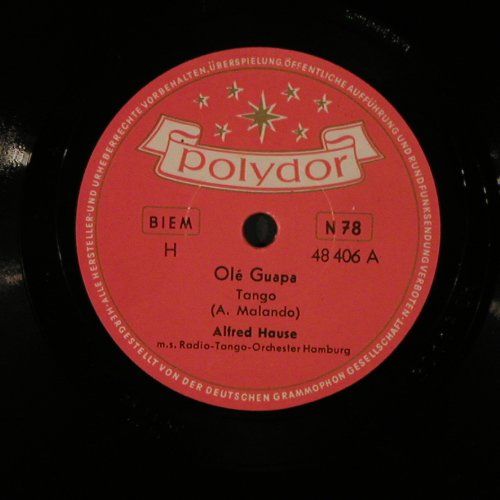 ALLE HERSTELLER- UND URHEBERRECHTE VORBEHALTEN, ÜBERSPIELUNG, ÖFFENTLICHE AUFFÜHRUNG UND RUNDFUNKSENDUNG VERBOTEN.
polydor
BIEM
N 78
H
48 406 A
Olé Guapa
Tango
(A. Malando)
Alfred Hause
m.s. Radio-Tango-Orchester Hamburg
HERGESTELLT VON DER DEUTSCHEN GRAMMOPHON GESELLSCHAFT